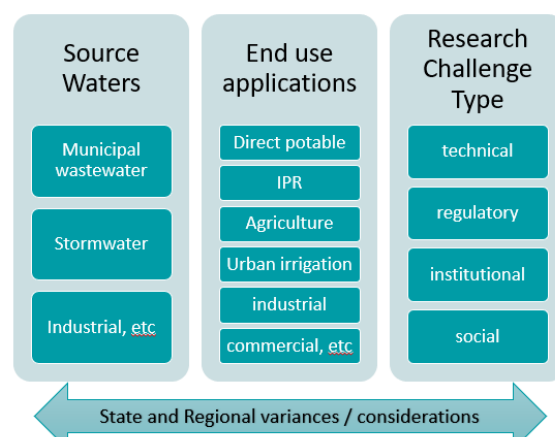 Source
Waters
Municipal
wastewater
Stormwater
Industrial, etc
End use
applications
Direct potable
IPR
Agriculture
Urban irrigation
industrial
commercial, etc
Research
Challenge
Type
technical
regulatory
institutional
social
State and Regional variances / considerations